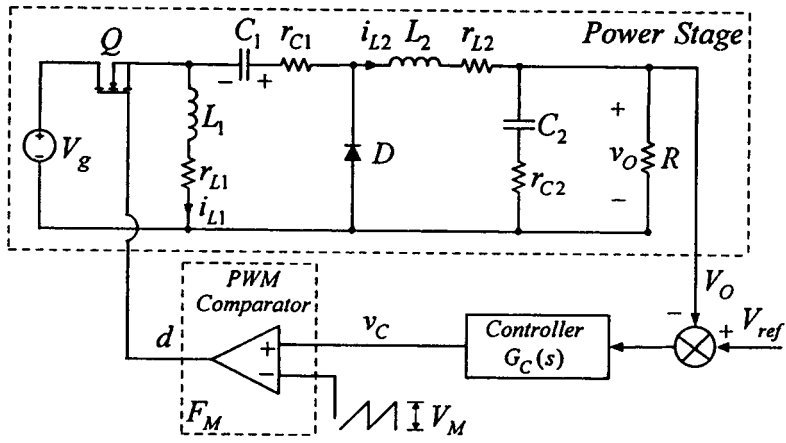 Q
C1
rC1
iL2
L2
rL2
Power Stage
− +
+
−
Vg
L1
rL1
iL1
D
C2
rC2
+
vO
−
R
PWM
Comparator
VO
−
+
Vref
d
vC
Controller
GC(s)
+
−
FM
VM